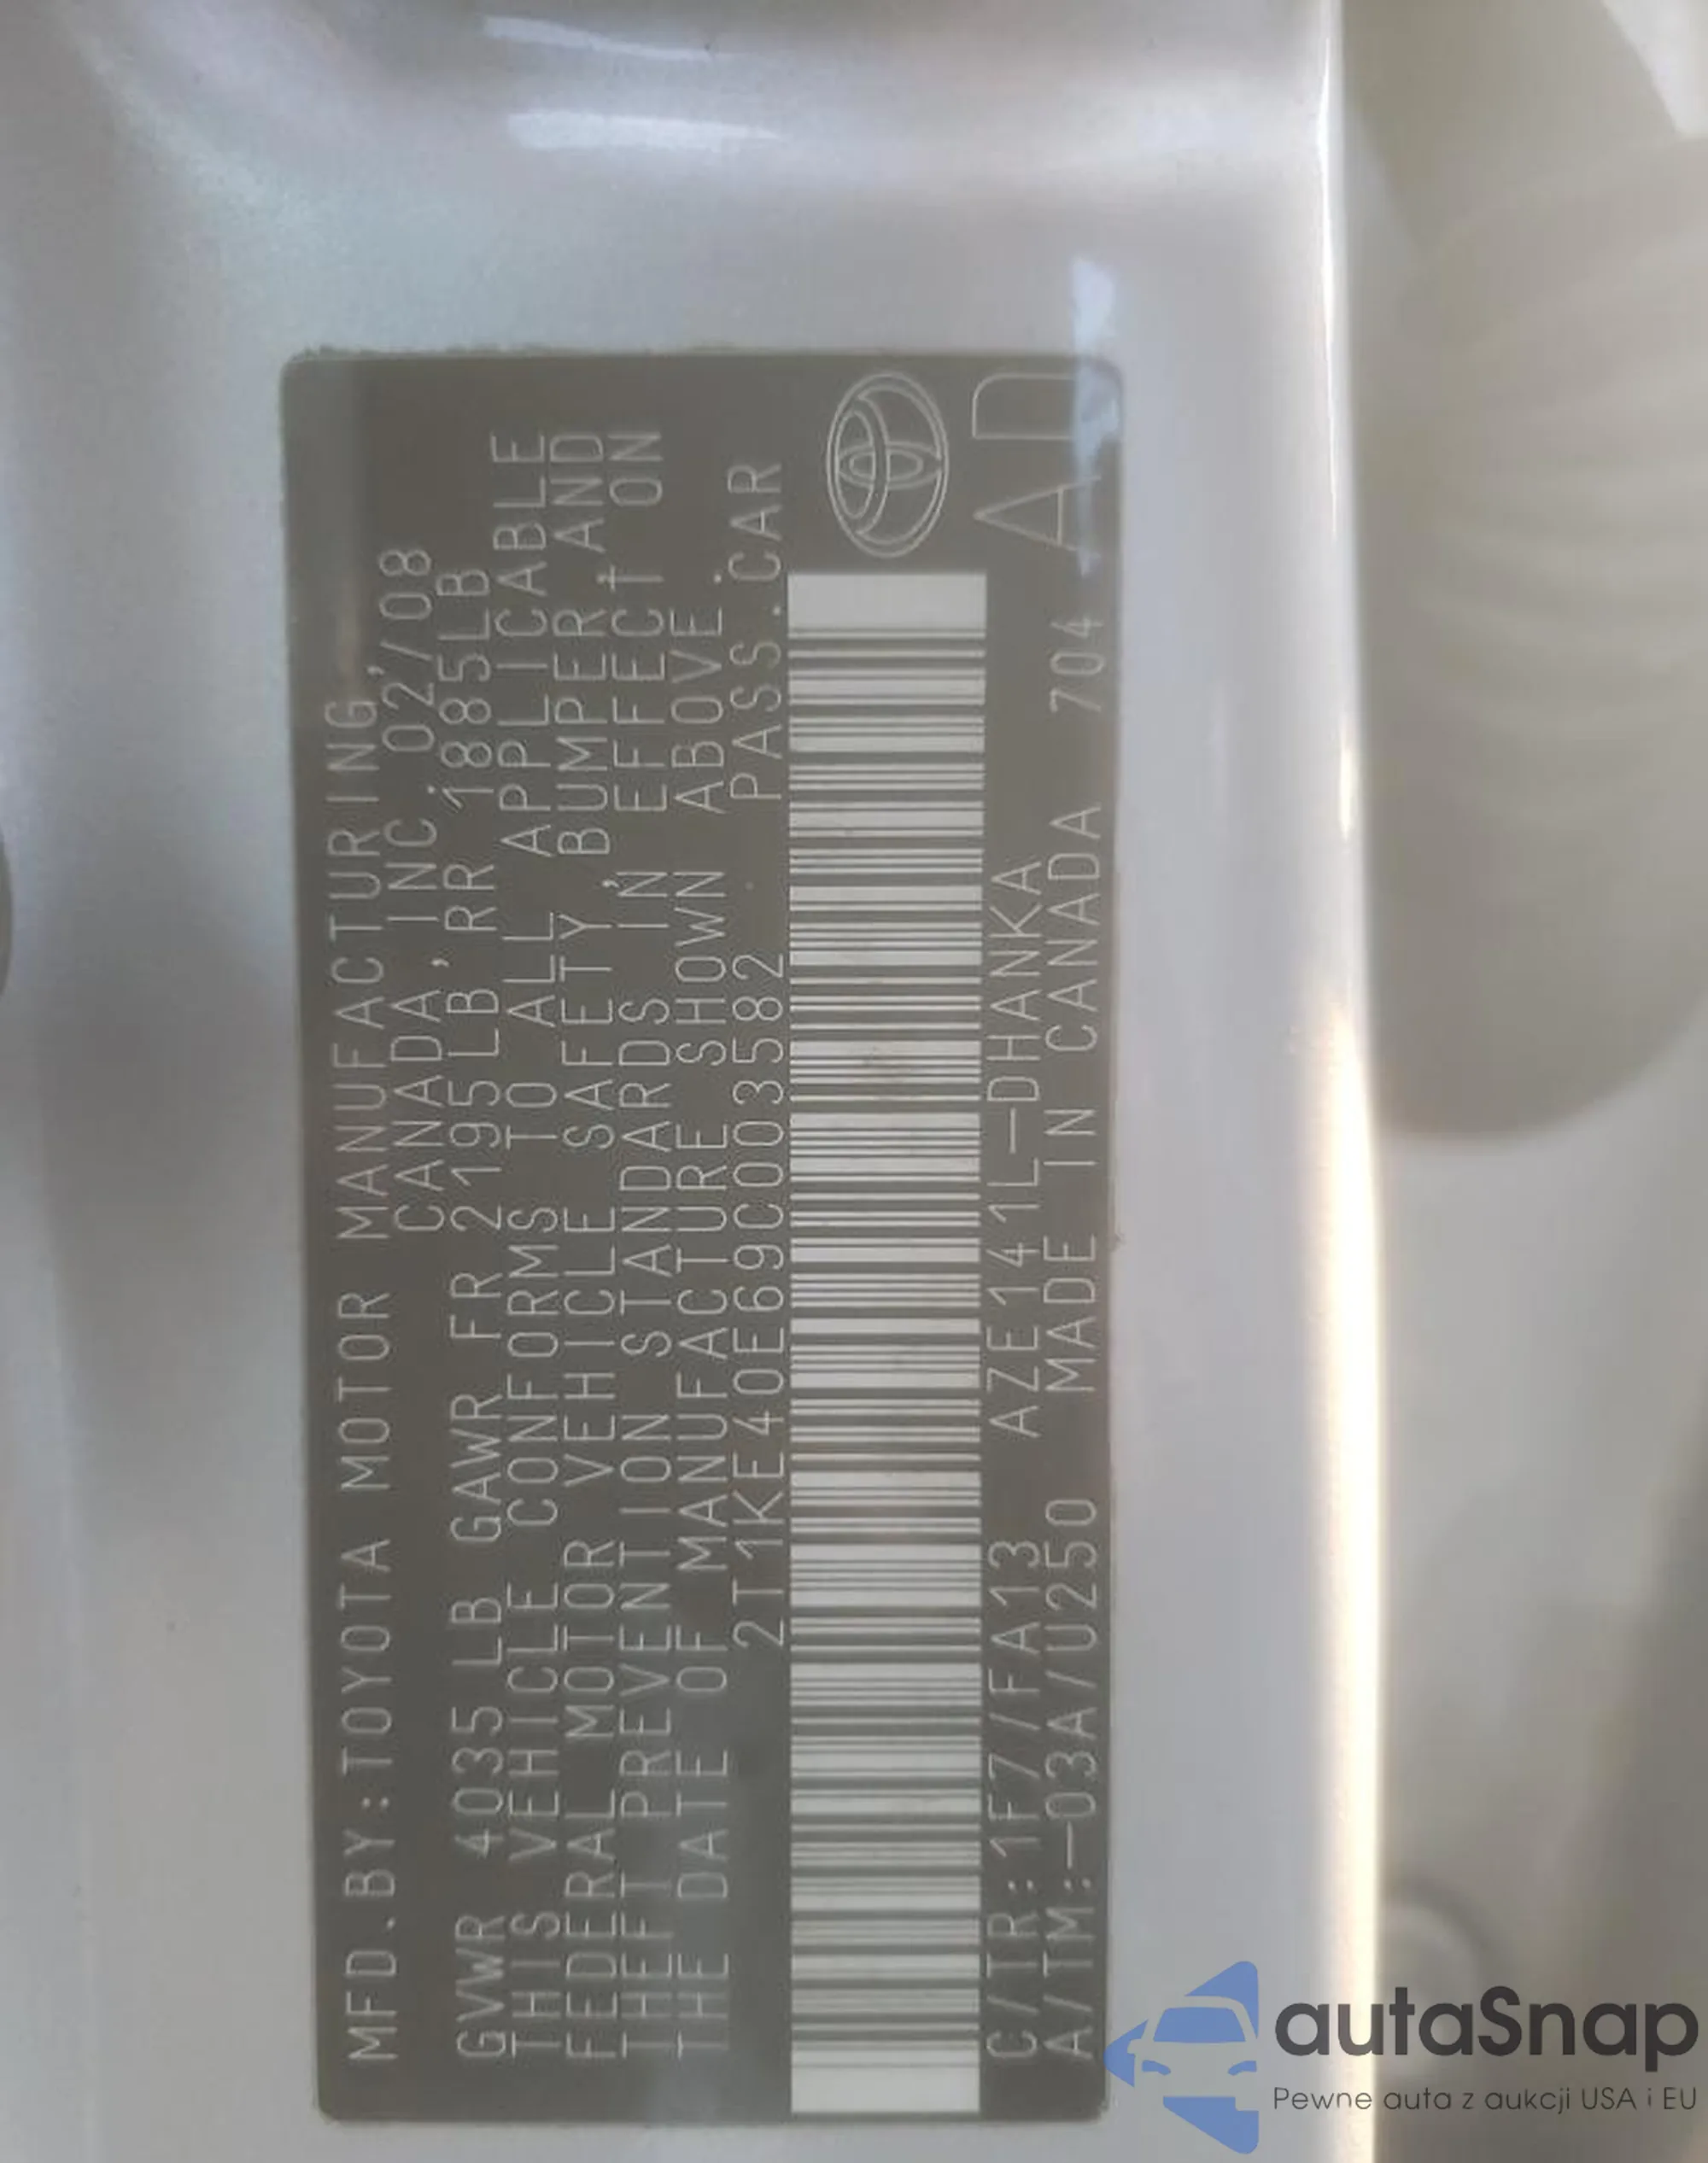 MFD.BY:TOYOTA MOTOR MANUFACTURING
CANADA, INC. 02/08
GVWR 4035 LB GAWR FR 2195LB, RR 1885LB
THIS VEHICLE CONFORMS TO ALL APPLICABLE
FEDERAL MOTOR VEHICLE SAFETY, BUMPER, AND
THEFT PREVENTION STANDARDS IN EFFECT ON
THE DATE OF MANUFACTURE SHOWN ABOVE.
2T1KE40E69C003582 PASS.CAR
C/TR:1F7/FA13 AZE141L-DHANKA
A/TM:-03A/U250 MADE IN CANADA 704
AD
autaSnap
Pewne auta z aukcji USA i EU